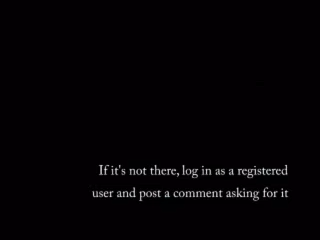 If it's not there, log in as a registered
user and post a comment asking for it